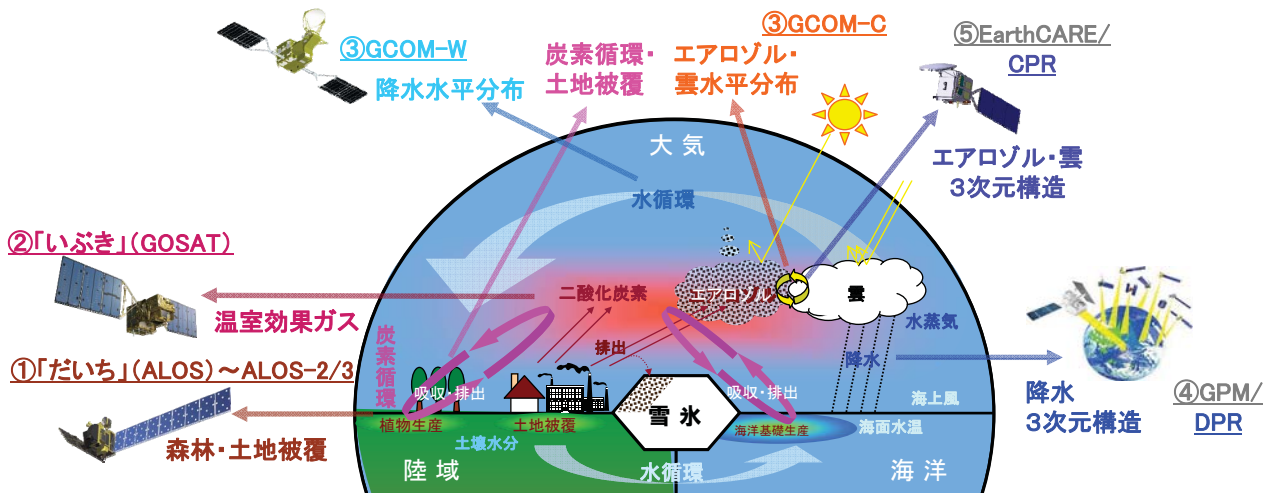 ③GCOM-W
降水水平分布
炭素循環・
土地被覆
③GCOM-C
エアロゾル・
雲水平分布
⑤EarthCARE/
CPR
エアロゾル・雲
3次元構造
大気
水循環
②「いぶき」(GOSAT)
温室効果ガス
二酸化炭素
エアロゾル
雲
水蒸気
炭素循環
排出
降水
①「だいち」(ALOS)～ALOS-2/3
森林・土地被覆
吸収・排出
吸収・排出
海上風
降水
3次元構造
④GPM/
DPR
植物生産
土地被覆
雪氷
海洋基礎生産
海面水温
土壌水分
陸域
水循環
海洋